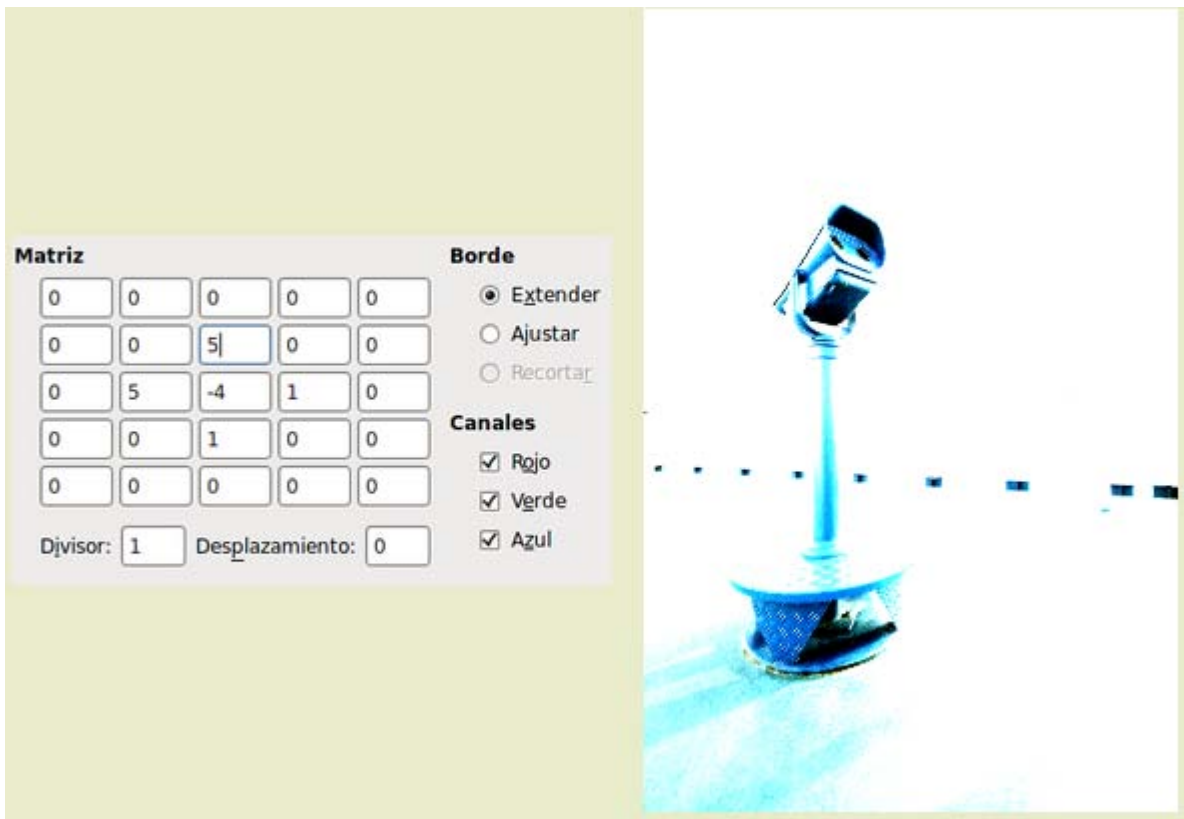 Matriz
0 0 0 0 0
0 0 5 0 0
0 5 -4 1 0
0 0 1 0 0
0 0 0 0 0
Divisor: 1 Desplazamiento: 0
Borde
Extender
Ajustar
Recortar
Canales
Rojo
Verde
Azul